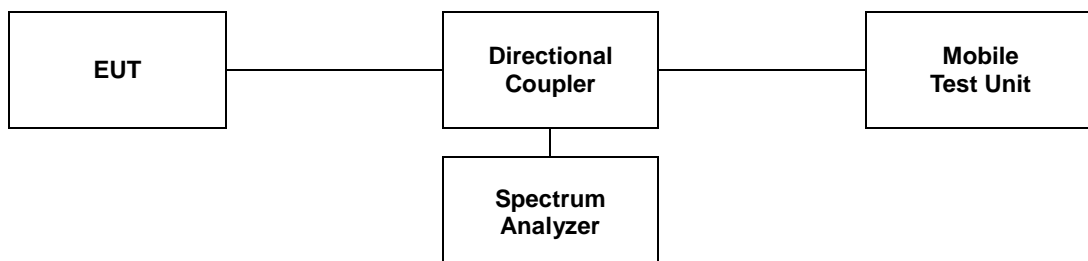 EUT
Directional
Coupler
Mobile
Test Unit
Spectrum
Analyzer